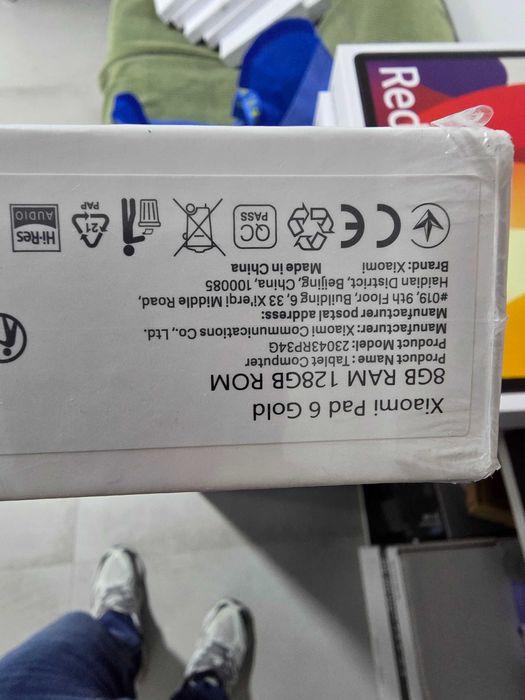 Xiaomi Pad 6 Gold
8GB RAM 128GB ROM
Product Name : Tablet Computer
Product Model: 23043RP34G
Manufacturer: Xiaomi Communications Co., Ltd.
Manufacturer postal address:
#019, 9th Floor, Building 6, 33 Xi'erqi Middle Road,
Haidian District, Beijing, China, 100085
Brand: Xiaomi Made in China
CE
QC
PASS
21
PAP
Hi-Res
AUDIO
Red